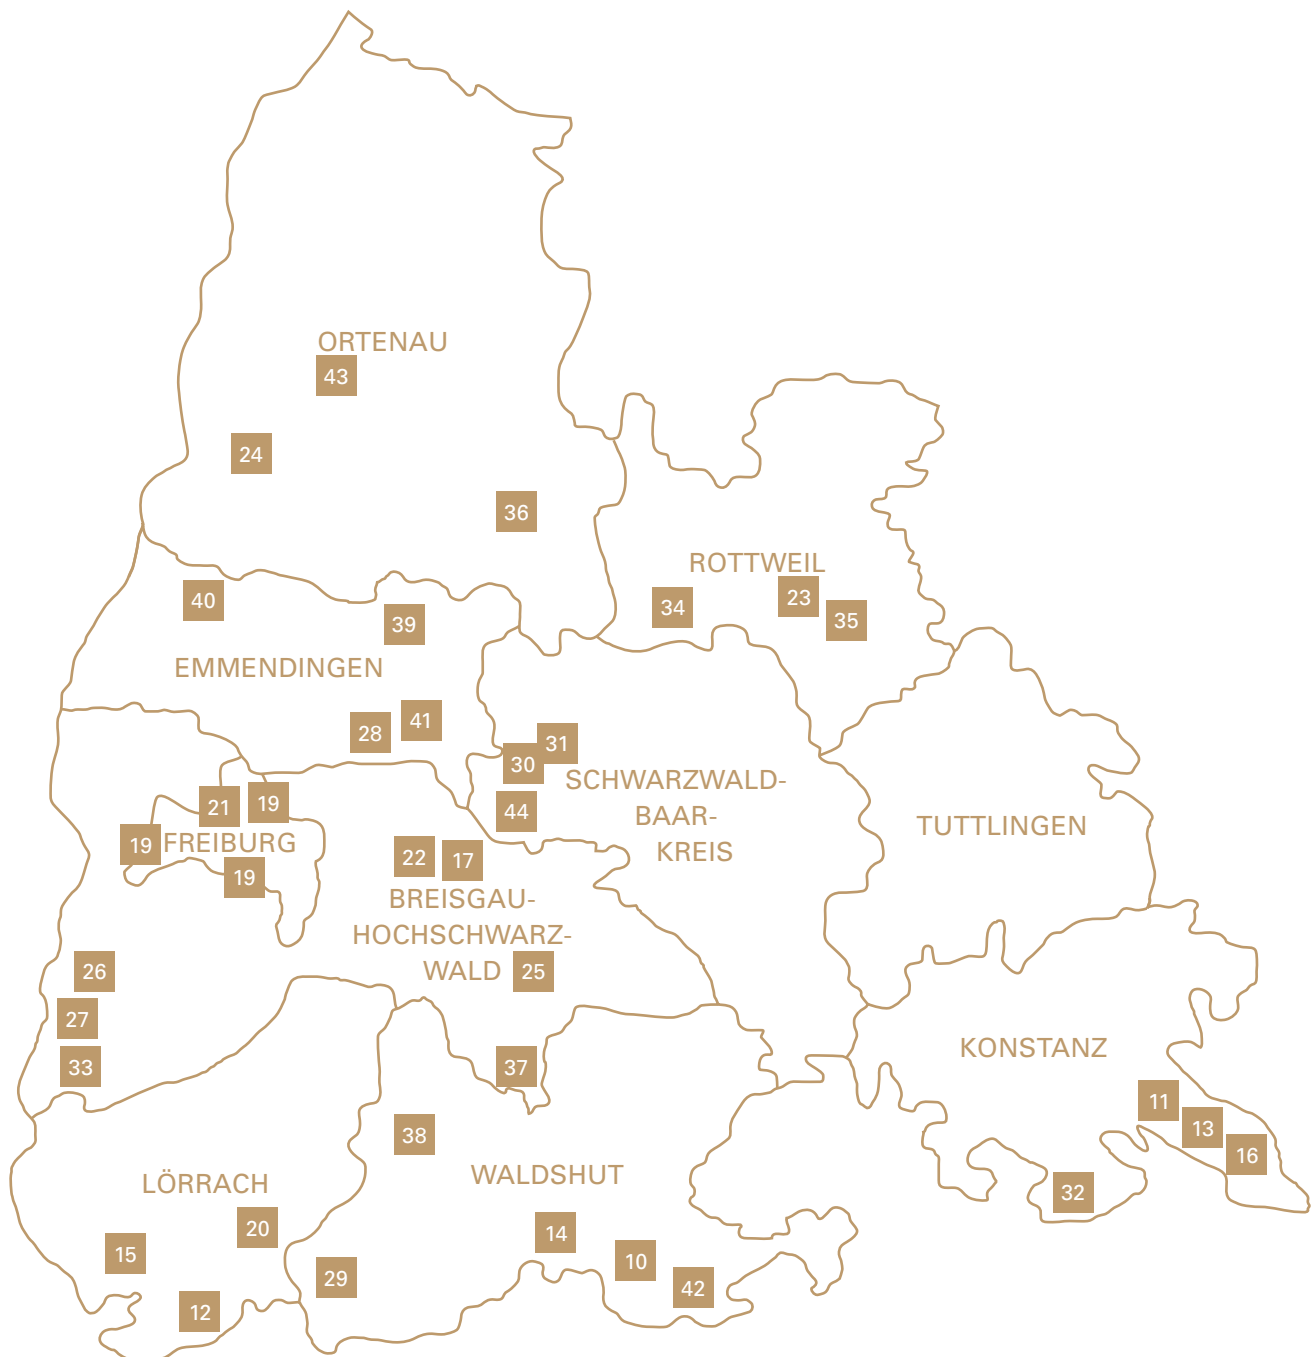 ORTENAU
43
24
36
ROTTWEIL
23
34
35
40
39
EMMENDINGEN
28
41
31
30
SCHWARZWALD-
BAAR-
KREIS
44
TUTTLINGEN
21
19
19
FREIBURG
19
22
17
BREISGAU-
HOCHSCHWARZ-
WALD
25
26
27
33
KONSTANZ
37
11
13
16
32
38
WALDSHUT
LÖRRACH
20
15
12
29
14
10
42